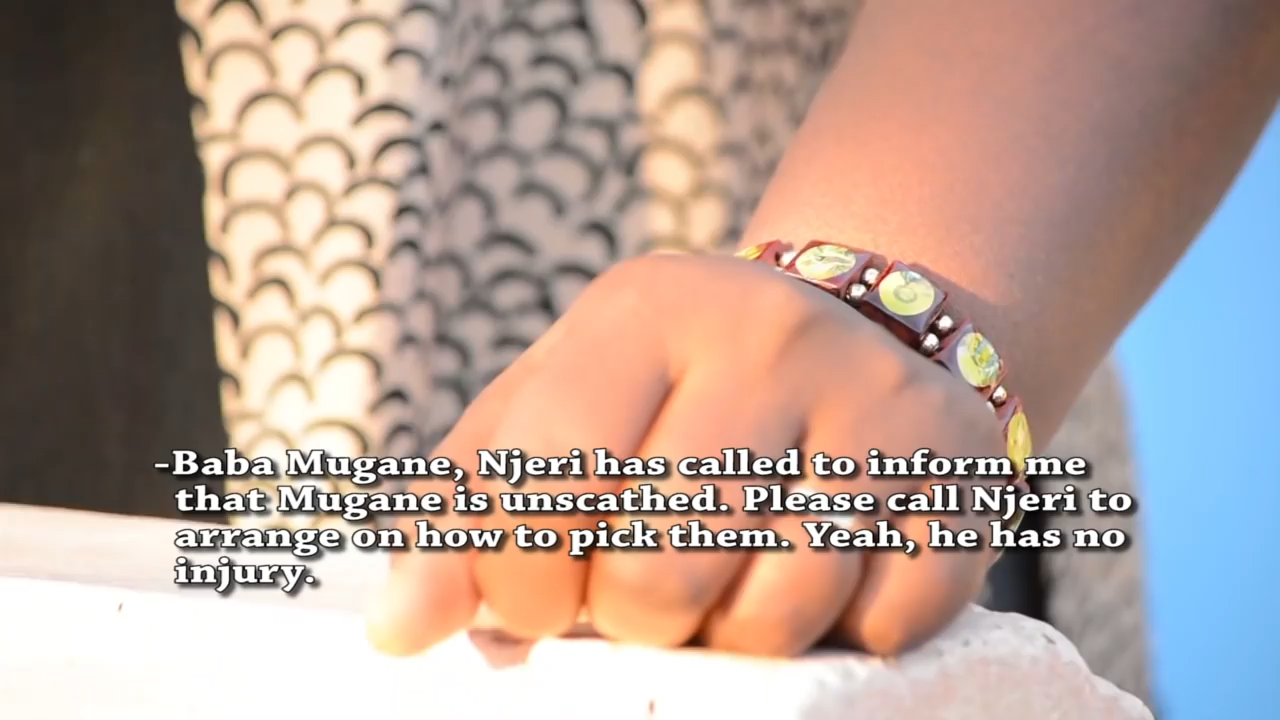 -Baba Mugane, Njeri has called to inform me
that Mugane is unscathed. Please call Njeri to
arrange on how to pick them. Yeah, he has no
injury.